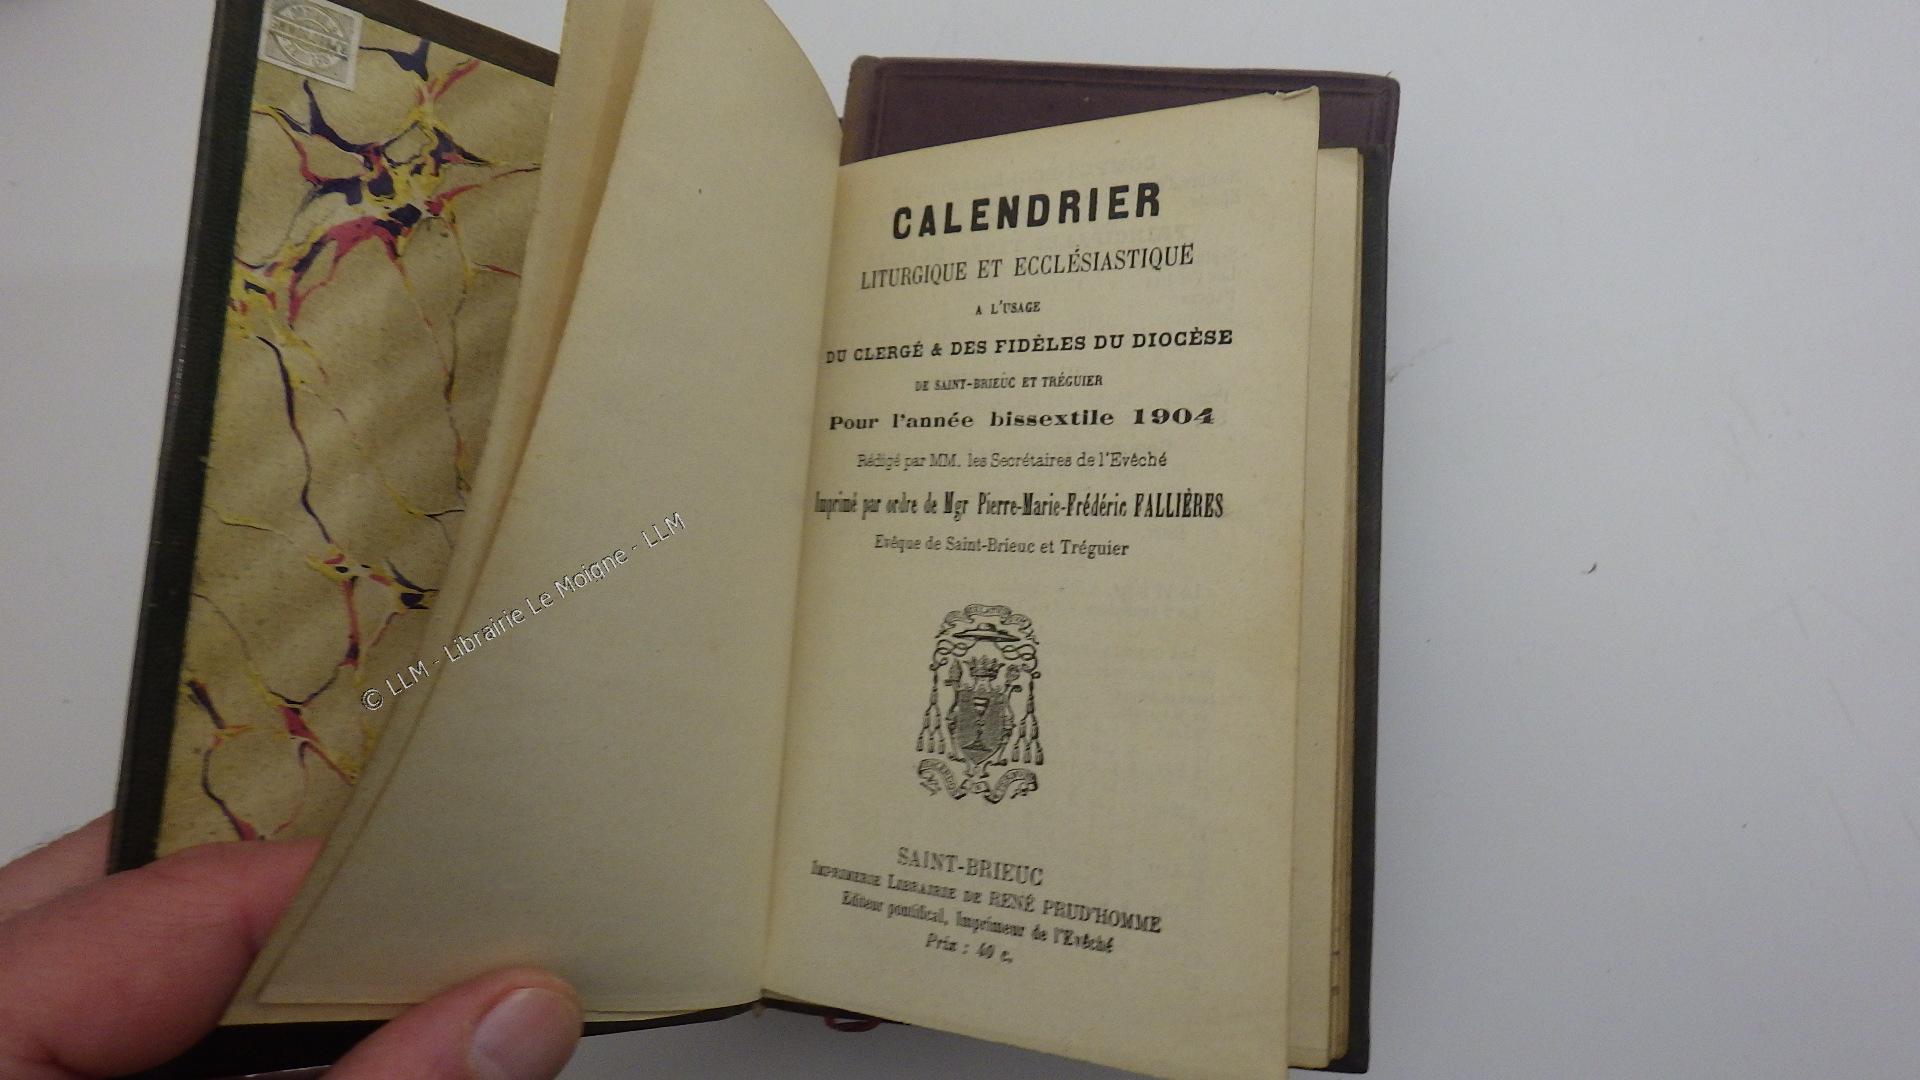 CALENDRIER
LITURGIQUE ET ECCLÉSIASTIQUE
A L'USAGE
DU CLERGÉ & DES FIDÈLES DU DIOCÈSE
DE SAINT-BRIEUC ET TRÉGUIER
Pour l'année bissextile 1904
Rédigé par MM. les Secrétaires de l'Evêché
Imprimé par ordre de Mgr Pierre-Marie-Frédéric FALLIÈRES
Evêque de Saint-Brieuc et Tréguier
SAINT-BRIEUC
IMPRIMERIE LIBRAIRIE DE RENÉ PRUD'HOMME
Editeur pontifical, Imprimeur de l'Evêché
Prix : 40 c.
© LLM - Librairie Le Moigne - LLM